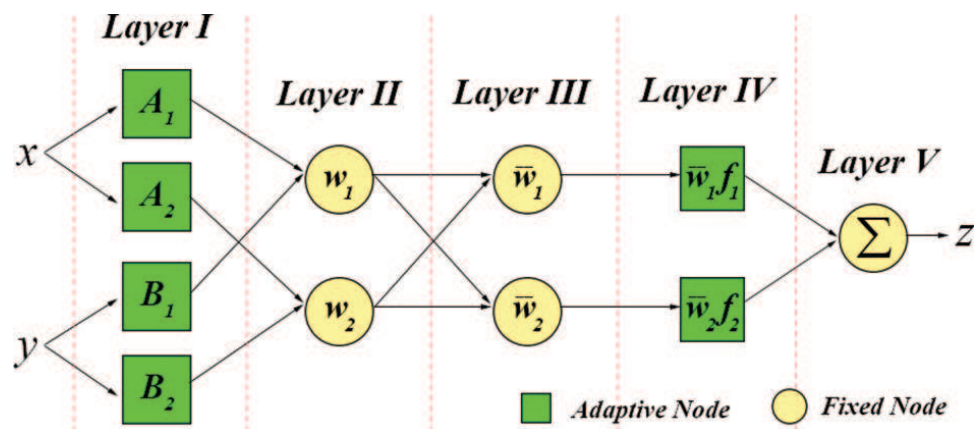 Layer I
Layer II
Layer III
Layer IV
Layer V
x
y
A₁
A₂
B₁
B₂
w₁
w₂
w̅₁
w̅₂
w̅₁f₁
w̅₂f₂
Σ
z
Adaptive Node
Fixed Node